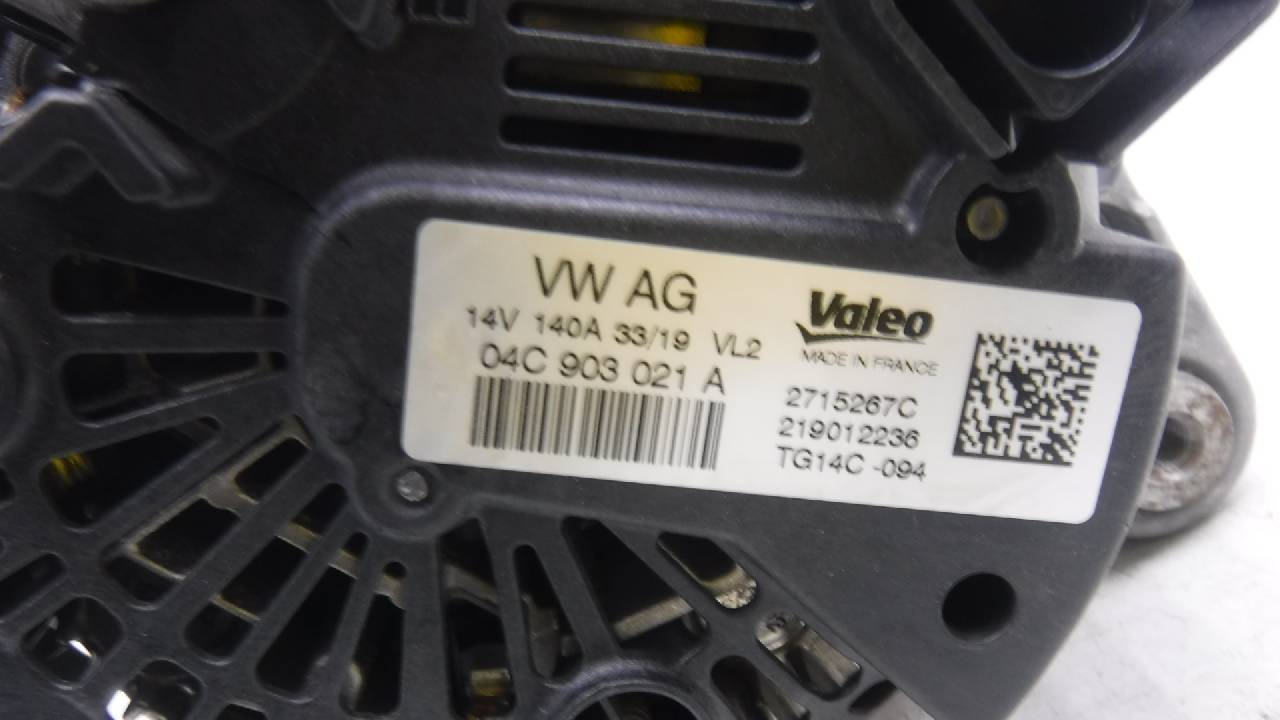 VW AG
14V 140A 33/19 VL2
04C 903 021 A
Valeo
MADE IN FRANCE
2715267C
219012236
TG14C -094